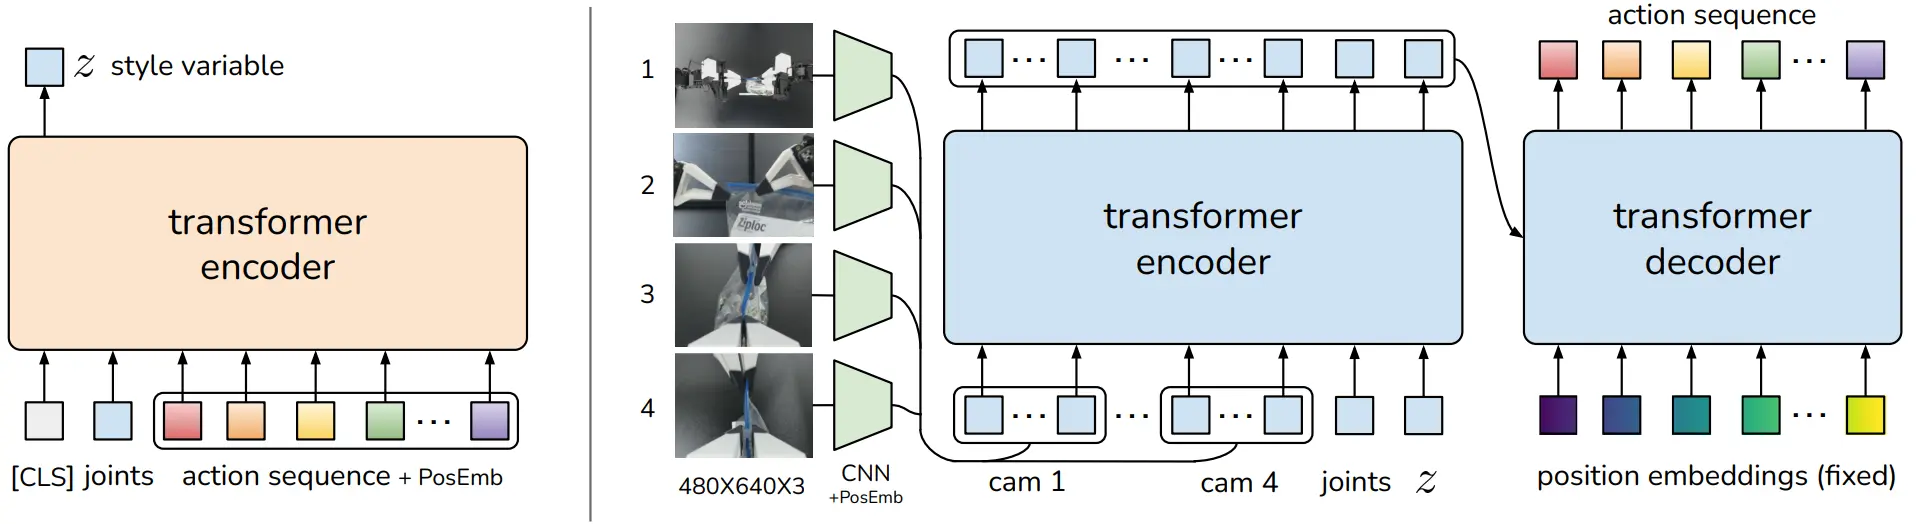 z style variable
transformer
encoder
[CLS] joints action sequence + PosEmb
1
2
3
4
Ziploc
480X640X3
CNN
+PosEmb
transformer
encoder
cam 1
cam 4
joints
z
action sequence
transformer
decoder
position embeddings (fixed)